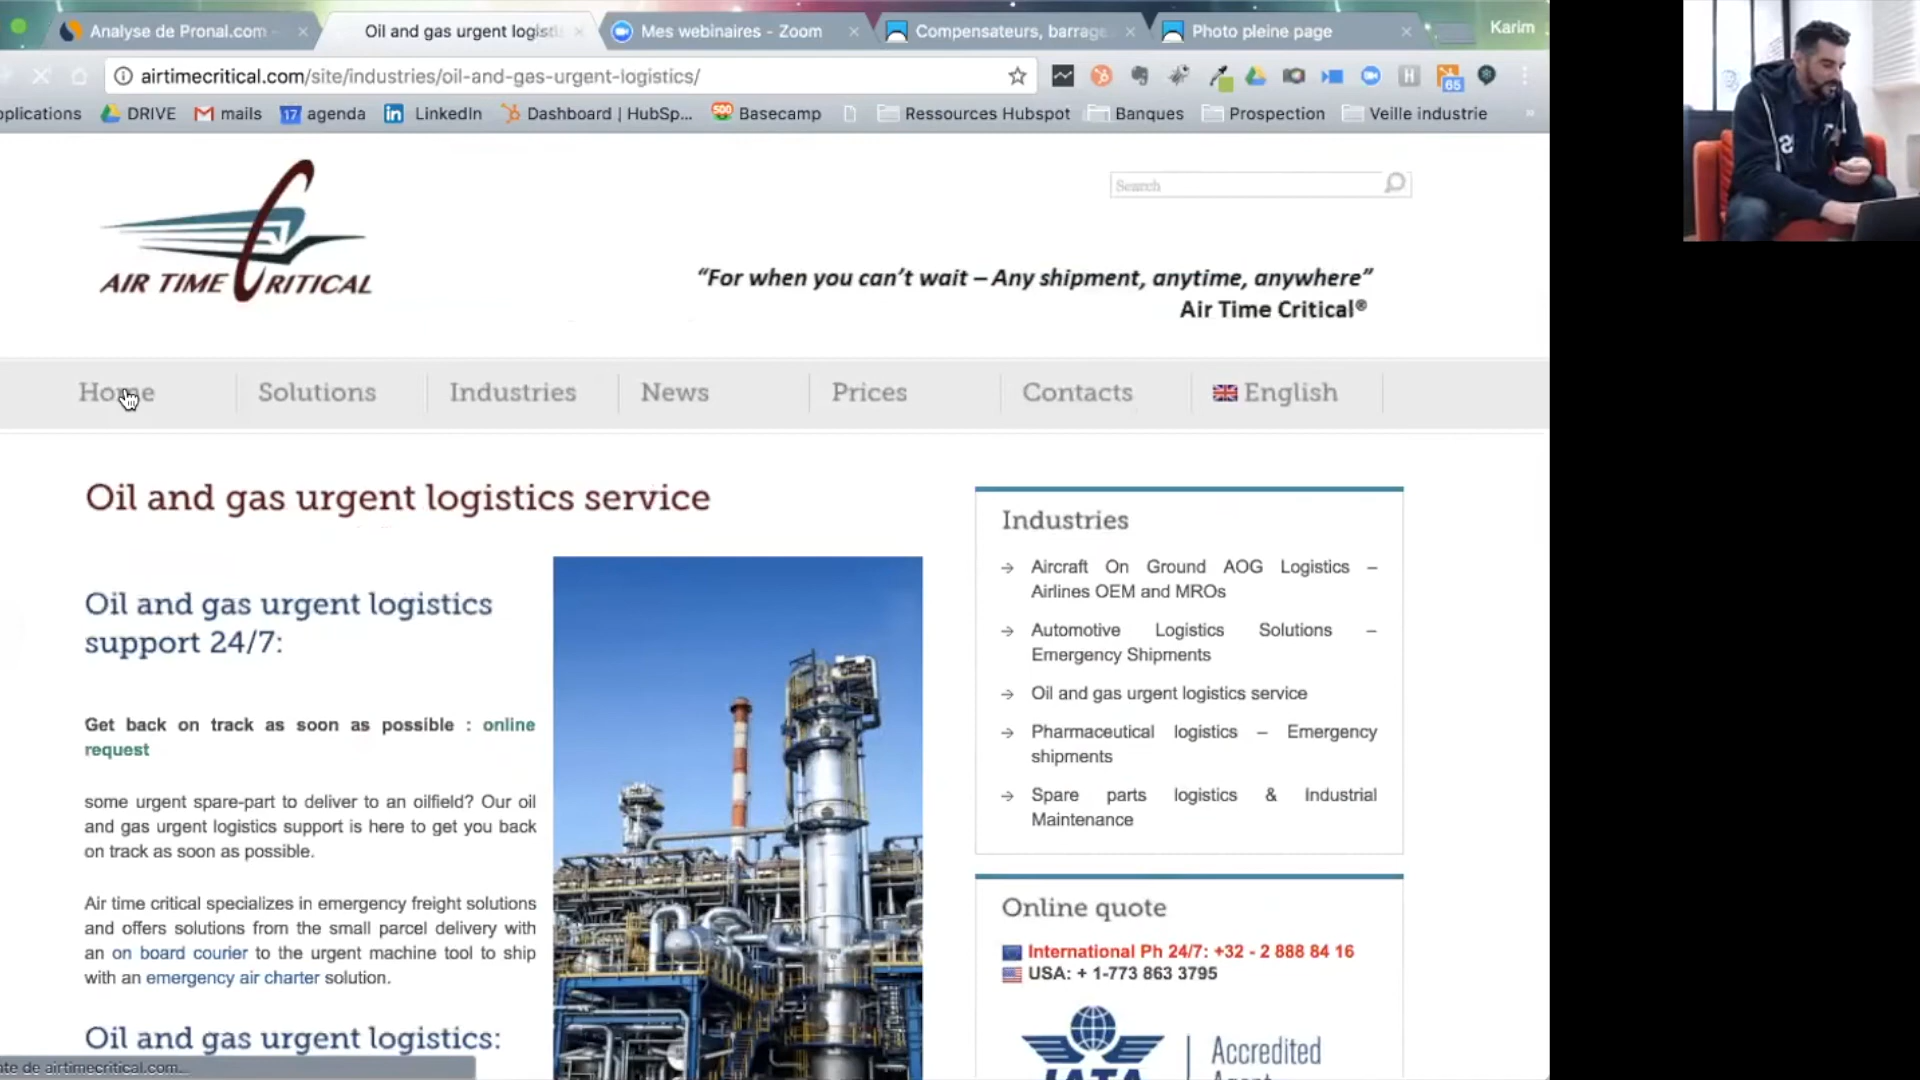 Analyse de Pronal.com
Oil and gas urgent logist
Mes webinaires - Zoom
Compensateurs, barrage
Photo pleine page
Karim
airtimecritical.com/site/industries/oil-and-gas-urgent-logistics/
65
plications
DRIVE
mails
17
agenda
LinkedIn
Dashboard | HubSp...
Basecamp
Ressources Hubspot
Banques
Prospection
Veille industrie
»
AIR TIME CRITICAL
Search
“For when you can’t wait – Any shipment, anytime, anywhere”
Air Time Critical®
Home
Solutions
Industries
News
Prices
Contacts
English
Oil and gas urgent logistics service
Oil and gas urgent logistics
support 24/7:
Get back on track as soon as possible : online
request
some urgent spare-part to deliver to an oilfield? Our oil
and gas urgent logistics support is here to get you back
on track as soon as possible.
Air time critical specializes in emergency freight solutions
and offers solutions from the small parcel delivery with
an on board courier to the urgent machine tool to ship
with an emergency air charter solution.
Oil and gas urgent logistics:
Industries
Aircraft On Ground AOG Logistics –
Airlines OEM and MROs
Automotive Logistics Solutions –
Emergency Shipments
Oil and gas urgent logistics service
Pharmaceutical logistics – Emergency
shipments
Spare parts logistics & Industrial
Maintenance
Online quote
International Ph 24/7: +32 - 2 888 84 16
USA: + 1-773 863 3795
IATA
Accredited
nte de airtimecritical.com...